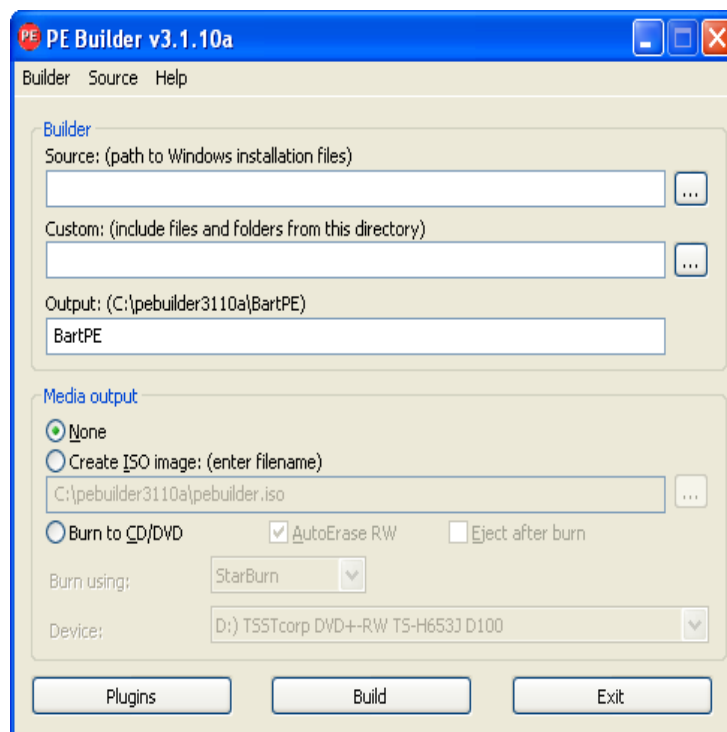 PE PE Builder v3.1.10a
Builder Source Help
Builder
Source: (path to Windows installation files)
...
Custom: (include files and folders from this directory)
...
Output: (C:\pebuilder3110a\BartPE)
BartPE
Media output
None
Create ISO image: (enter filename)
C:\pebuilder3110a\pebuilder.iso
...
Burn to CD/DVD AutoErase RW Eject after burn
Burn using: StarBurn
Device: D:) TSSTcorp DVD+-RW TS-H653J D100
Plugins Build Exit